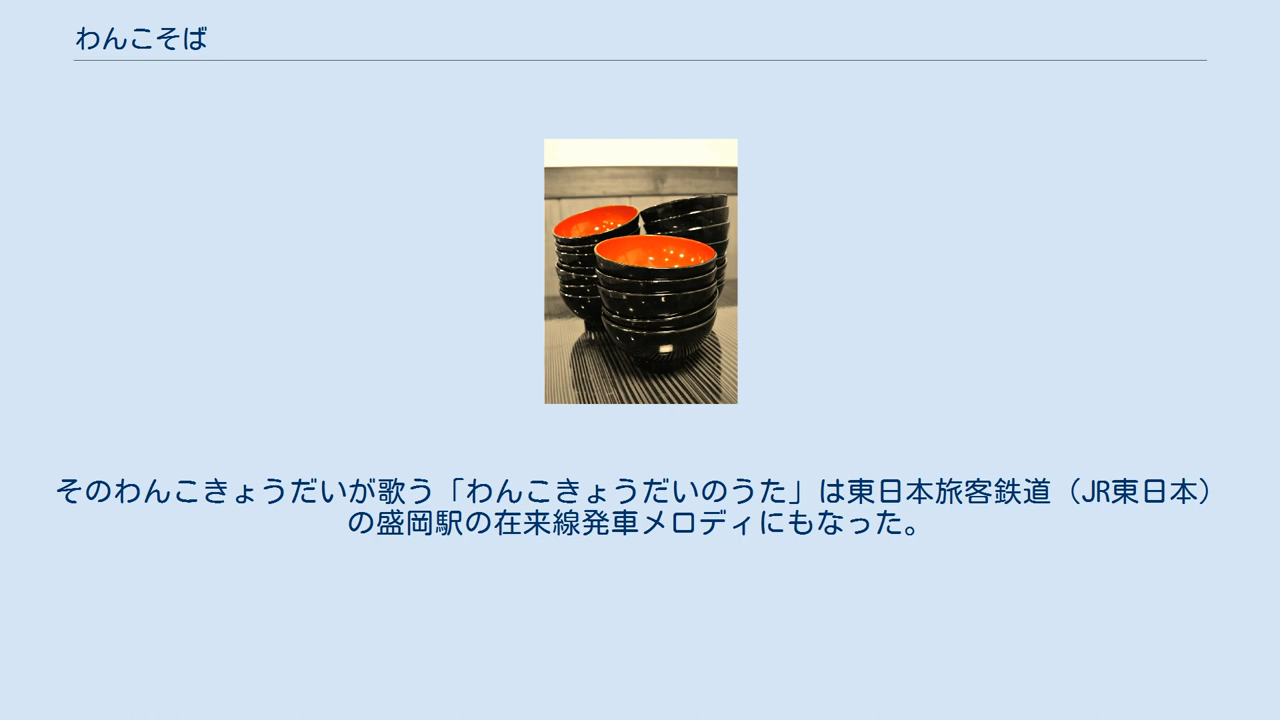 わんこそば
そのわんこきょうだいが歌う「わんこきょうだいのうた」は東日本旅客鉄道（JR東日本）
の盛岡駅の在来線発車メロディにもなった。